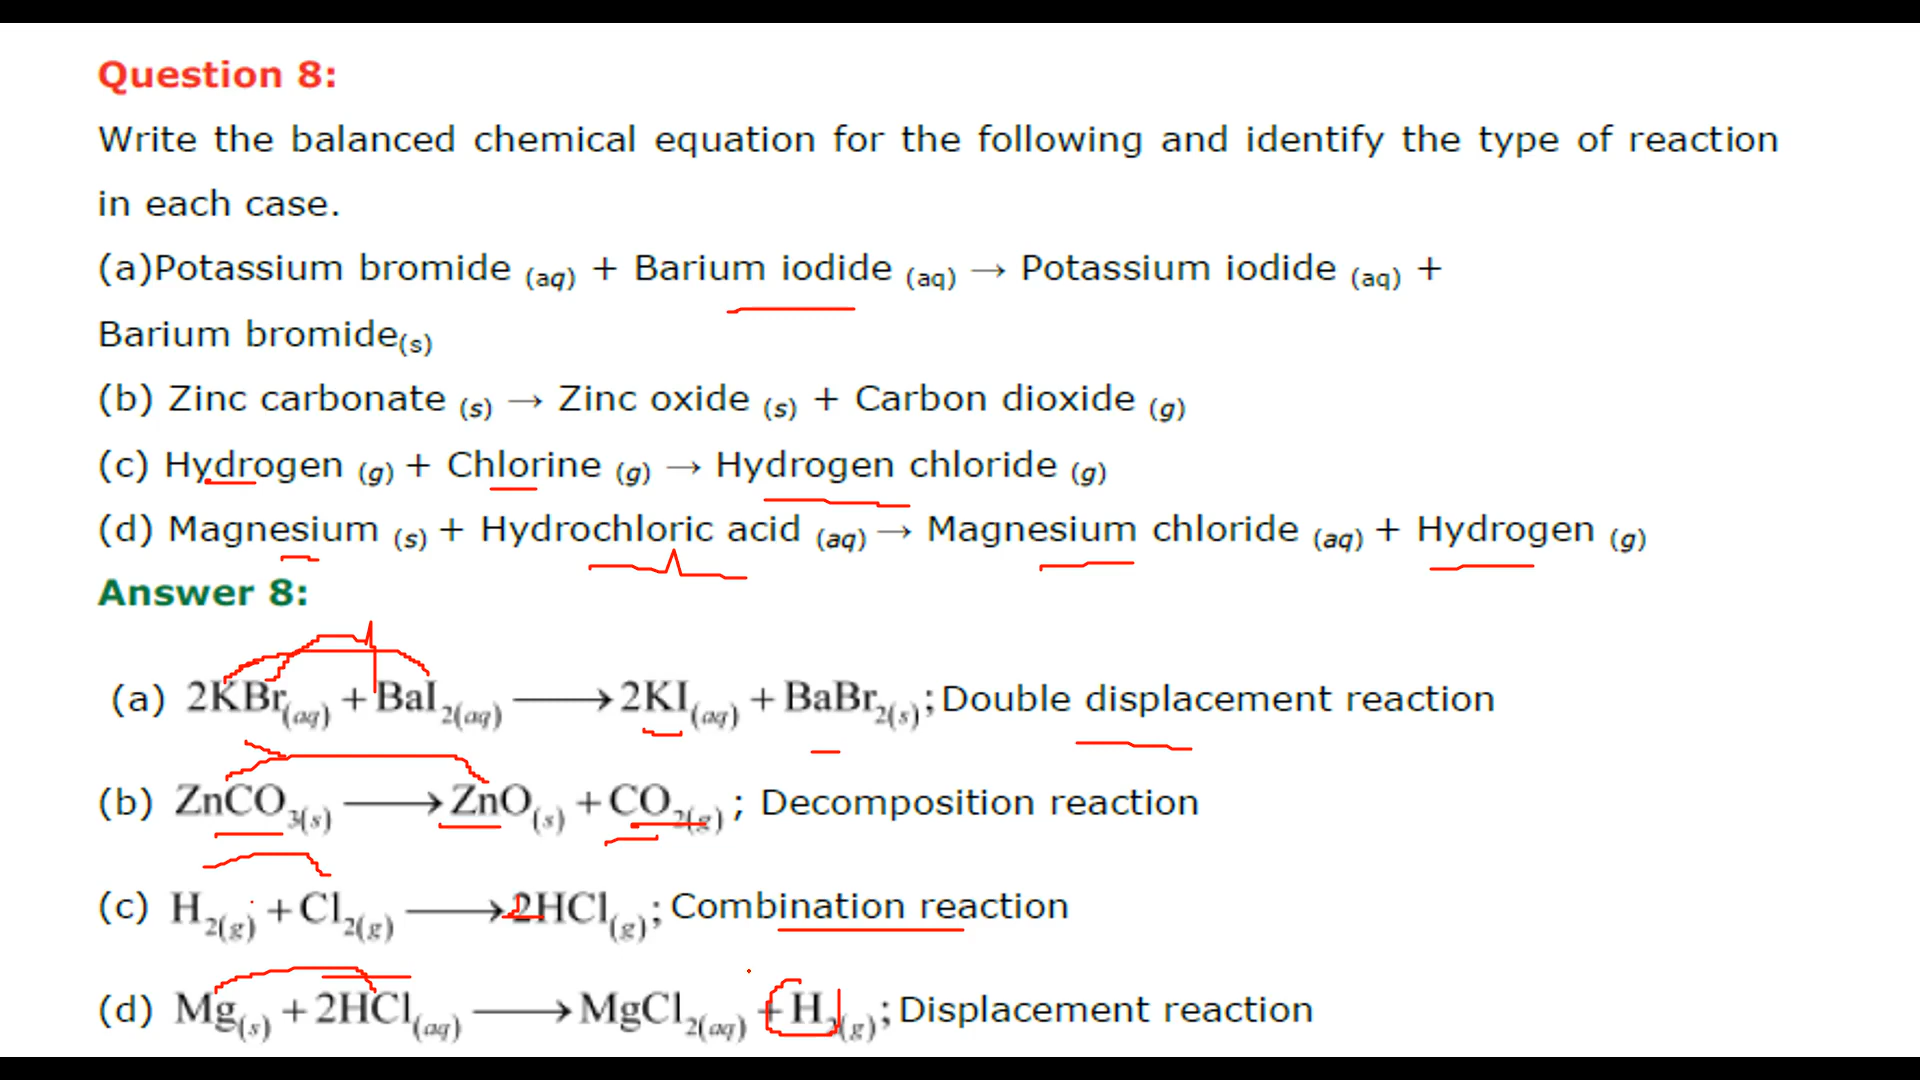 Question 8:
Write the balanced chemical equation for the following and identify the type of reaction
in each case.
(a)Potassium bromide (aq) + Barium iodide (aq) → Potassium iodide (aq) +
Barium bromide(s)
(b) Zinc carbonate (s) → Zinc oxide (s) + Carbon dioxide (g)
(c) Hydrogen (g) + Chlorine (g) → Hydrogen chloride (g)
(d) Magnesium (s) + Hydrochloric acid (aq) → Magnesium chloride (aq) + Hydrogen (g)
Answer 8:
(a) 2KBr(aq) + BaI2(aq) ⟶ 2KI(aq) + BaBr2(s); Double displacement reaction
(b) ZnCO3(s) ⟶ ZnO(s) + CO2(g) ; Decomposition reaction
(c) H2(g) + Cl2(g) ⟶ 2HCl(g); Combination reaction
(d) Mg(s) + 2HCl(aq) ⟶ MgCl2(aq) + H2(g); Displacement reaction